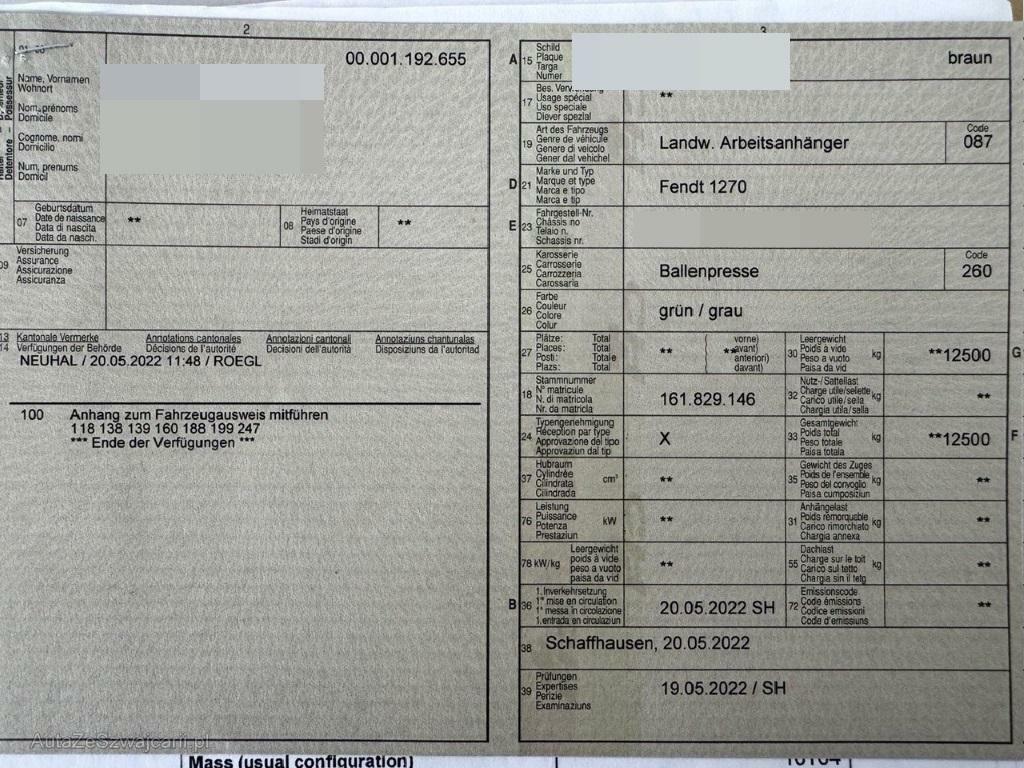 2
00.001.192.655
Name, Vornamen
Wohnort
Nom, prénoms
Domicile
Cognome, nomi
Domicilio
Num, prenums
Domicil
Detentore - Possessur
07
Geburtsdatum
Date de naissance
Data di nascita
Data da nasch.
**
08
Heimatstaat
Pays d'origine
Paese d'origine
Stadi d'origin
**
09
Versicherung
Assurance
Assicurazione
Assicuranza
13 Kantonale Vermerke Annotations cantonales Annotazioni cantonali Annotaziuns chantunalas
14 Verfügungen der Behörde Décisions de l'autorité Decisioni dell'autorità Disposiziuns da l'autoritad
NEUHAL / 20.05.2022 11:48 / ROEGL
100 Anhang zum Fahrzeugausweis mitführen
118 138 139 160 188 199 247
*** Ende der Verfügungen ***
3
A 15
Schild
Plaque
Targa
Numer
braun
17
Bes. Verwendung
Usage spécial
Uso speciale
Diever spezial
**
19
Art des Fahrzeugs
Genre de véhicule
Genere di veicolo
Gener dal vehichel
Landw. Arbeitsanhänger
Code
087
D 21
Marke und Typ
Marque et type
Marca e tipo
Marca e tip
Fendt 1270
E 23
Fahrgestell-Nr.
Châssis no
Telaio n.
Schassis nr.
25
Karosserie
Carrosserie
Carrozzeria
Carossaria
Ballenpresse
Code
260
26
Farbe
Couleur
Colore
Colur
grün / grau
27
Plätze: Total
Places: Total
Posti: Totale
Plazs: Total
**
vorne)
avant)
anteriori)
davant)
**
30
Leergewicht
Poids à vide
Peso a vuoto
Paisa da vid
kg
**12500
G
18
Stammnummer
N° matricule
N. di matricola
Nr. da matricla
161.829.146
32
Nutz-/Sattellast
Charge utile/sellette
Carico utile/sella
Chargia utila/sella
kg
**
24
Typengenehmigung
Réception par type
Approvazione del tipo
Approvaziun dal tip
X
33
Gesamtgewicht
Poids total
Peso totale
Paisa totala
kg
**12500
F
37
Hubraum
Cylindrée
Cilindrata
Cilindrada
cm³
**
35
Gewicht des Zuges
Poids de l'ensemble
Peso del convoglio
Paisa cumposiziun
kg
**
76
Leistung
Puissance
Potenza
Prestaziun
kW
**
31
Anhängelast
Poids remorquable
Carico rimorchiato
Chargia annexa
kg
**
78 kW/kg
Leergewicht
poids à vide
peso a vuoto
paisa da vid
**
55
Dachlast
Charge sur le toit
Carico sul tetto
Chargia sin il tetg
kg
**
B 36
1. Inverkehrsetzung
1re mise en circulation
1a messa in circolazione
1. entrada en circulaziun
20.05.2022 SH
72
Emissionscode
Code émissions
Codice emissioni
Code d'emissiuns
**
38
Schaffhausen, 20.05.2022
39
Prüfungen
Expertises
Perizie
Examinaziuns
19.05.2022 / SH
AutaZeSzwajcarii.pl
Mass (usual configuration)